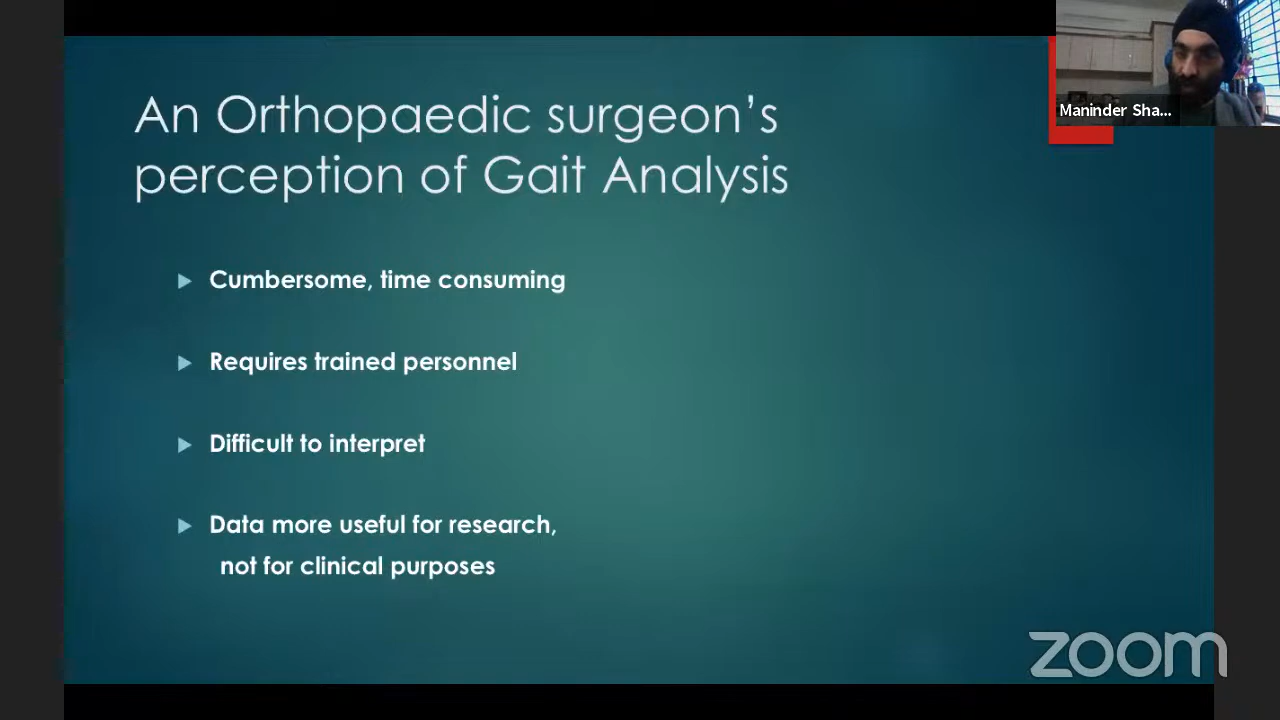 An Orthopaedic surgeon's
perception of Gait Analysis
Cumbersome, time consuming
Requires trained personnel
Difficult to interpret
Data more useful for research,
not for clinical purposes
Maninder Sha...
zoom